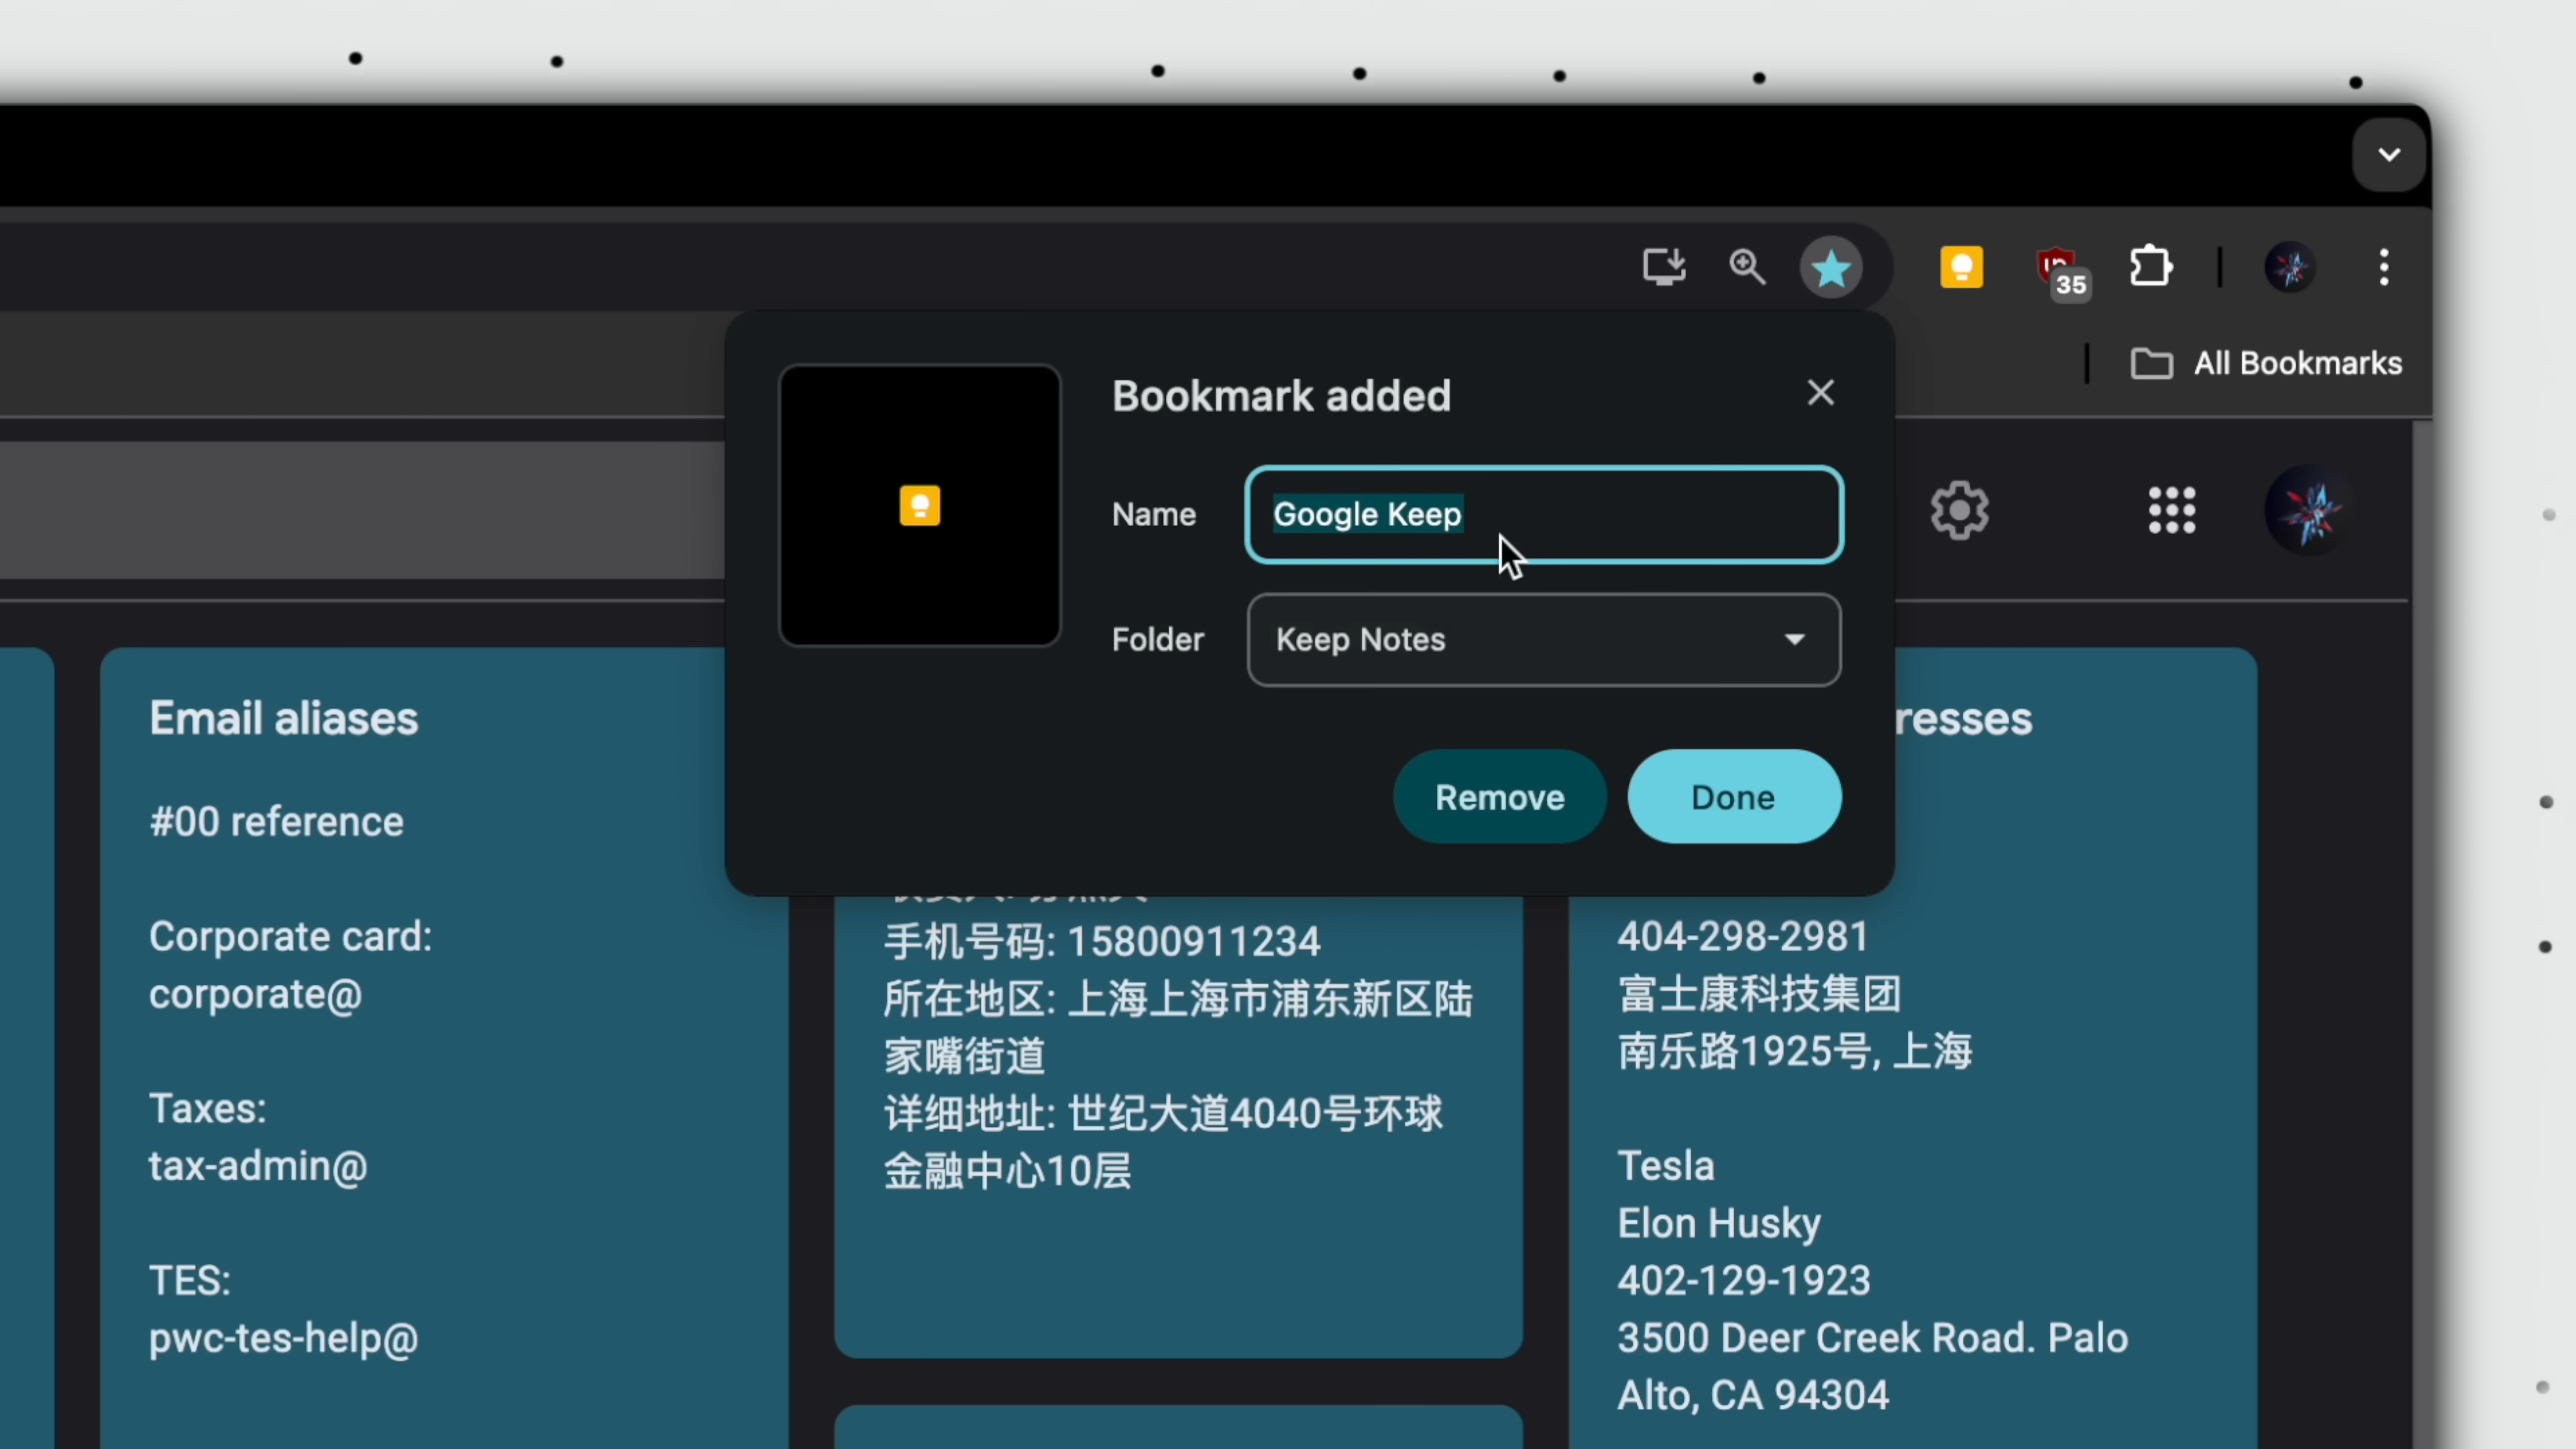 35
All Bookmarks
Bookmark added
Name
Google Keep
Folder
Keep Notes
Remove
Done
Email aliases
#00 reference
Corporate card:
corporate@
Taxes:
tax-admin@
TES:
pwc-tes-help@
手机号码: 15800911234
所在地区: 上海上海市浦东新区陆
家嘴街道
详细地址: 世纪大道4040号环球
金融中心10层
resses
404-298-2981
富士康科技集团
南乐路1925号, 上海
Tesla
Elon Husky
402-129-1923
3500 Deer Creek Road. Palo
Alto, CA 94304